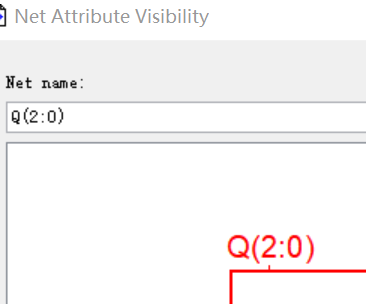 Net Attribute Visibility
Net name:
Q(2:0)
Q(2:0)